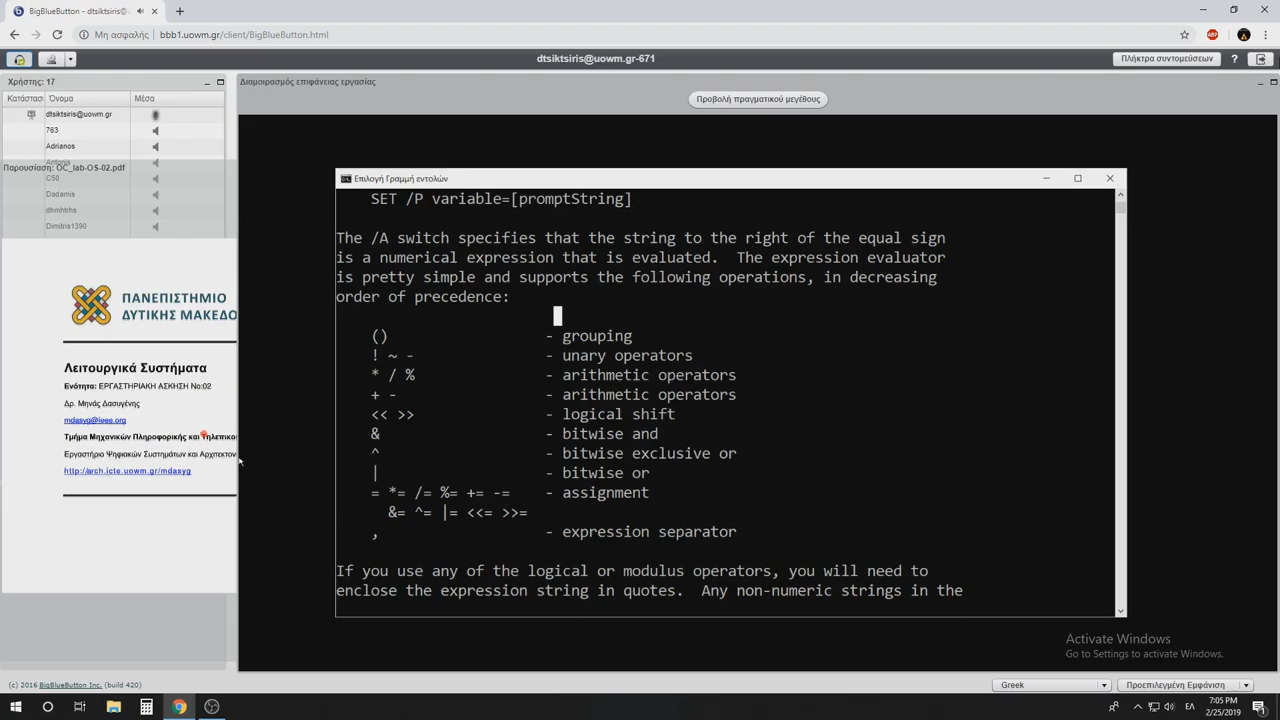 BigBlueButton - dtsiktsiris@
Μη ασφαλής
bbb1.uowm.gr/client/BigBlueButton.html
ABP
dtsiktsiris@uowm.gr-671
Πλήκτρα συντομεύσεων
?
Χρήστης: 17
Κατάστασ
Όνομα
Μέσα
dtsiktsiris@uowm.gr
763
Adrianos
Antonis
Παρουσίαση: OC_lab-OS-02.pdf
C50
Dadamis
dhmhtrhs
Dimitris1390
ΠΑΝΕΠΙΣΤΗΜΙΟ
ΔΥΤΙΚΗΣ ΜΑΚΕΔΟ
Λειτουργικά Συστήματα
Ενότητα: ΕΡΓΑΣΤΗΡΙΑΚΗ ΑΣΚΗΣΗ Νο:02
Δρ. Μηνάς Δασυγένης
mdasyg@ieee.org
Τμήμα Μηχανικών Πληροφορικής και Τηλεπικοι
Εργαστήριο Ψηφιακών Συστημάτων και Αρχιτεκτον
http://arch.icte.uowm.gr/mdasyg
Διαμοιρασμός επιφάνειας εργασίας
Προβολή πραγματικού μεγέθους
Επιλογή Γραμμή εντολών
SET /P variable=[promptString]
The /A switch specifies that the string to the right of the equal sign
is a numerical expression that is evaluated.  The expression evaluator
is pretty simple and supports the following operations, in decreasing
order of precedence:
()                  - grouping
! ~ -               - unary operators
* / %               - arithmetic operators
+ -                 - arithmetic operators
<< >>               - logical shift
&                   - bitwise and
^                   - bitwise exclusive or
|                   - bitwise or
= *= /= %= += -=    - assignment
&= ^= |= <<= >>=
,                   - expression separator
If you use any of the logical or modulus operators, you will need to
enclose the expression string in quotes.  Any non-numeric strings in the
Activate Windows
Go to Settings to activate Windows.
(c) 2016 BigBlueButton Inc. (build 420)
Greek
Προεπιλεγμένη Εμφάνιση
ΕΛ
7:05 PM
2/25/2019
1